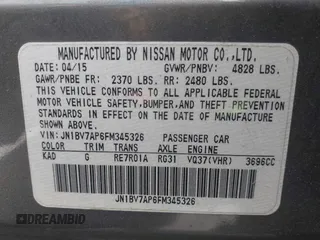 MANUFACTURED BY NISSAN MOTOR CO.,LTD.
DATE: 04/15 GVWR/PNBV: 4828 LBS.
GAWR/PNBE FR: 2370 LBS. RR: 2480 LBS.
THIS VEHICLE CONFORMS TO ALL APPLICABLE FEDERAL
MOTOR VEHICLE SAFETY,BUMPER,AND THEFT PREVENTION
STANDARDS IN EFFECT ON THE DATE OF MANUFACTURE
SHOWN ABOVE.
VIN: JN1BV7AP6FM345326 PASSENGER CAR
COLOR TRIM TRANS AXLE ENGINE
KAD G RE7R01A RG31 VQ37(VHR) 3696CC
JN1BV7AP6FM345326
DREAMBID